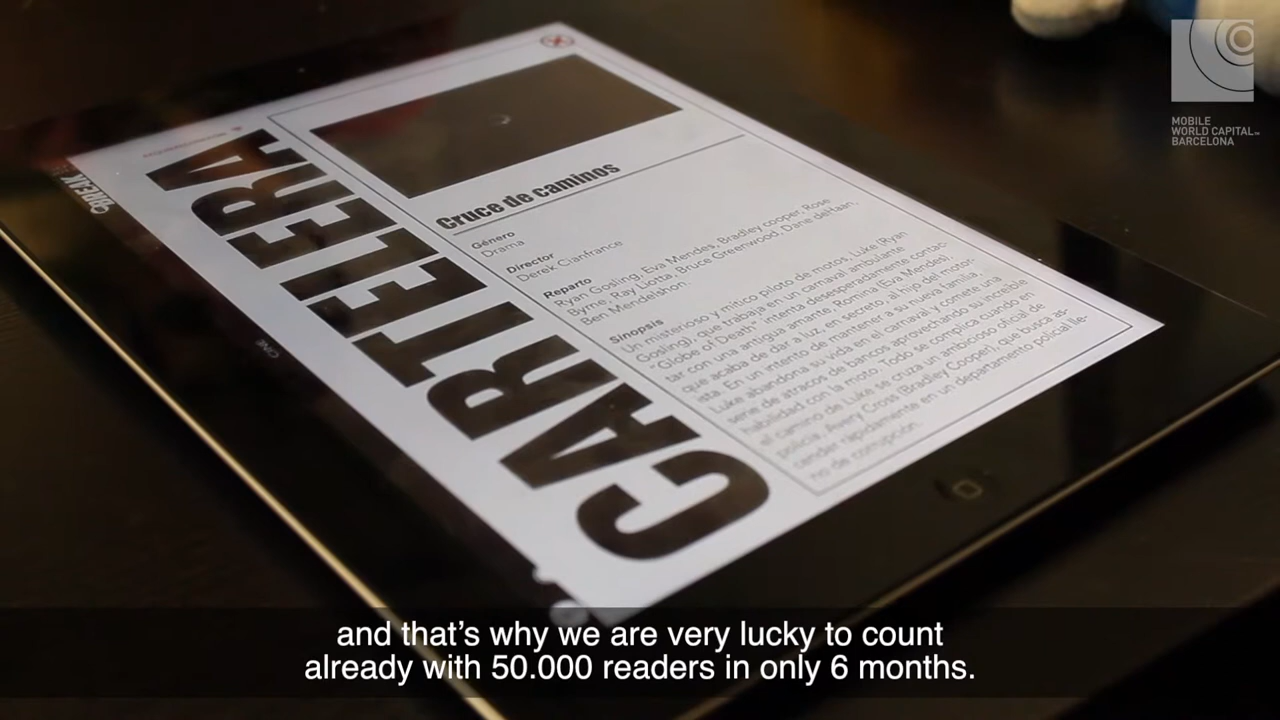 MOBILE
WORLD CAPITAL™
BARCELONA
BREAK
CARTELERA
CINE
Cruce de caminos
Género
Drama
Director
Derek Cianfrance
Reparto
Ryan Gosling, Eva Mendes, Bradley cooper, Rose
Byrne, Ray Liotta, Bruce Greenwood, Dane deHaan,
Ben Mendelshon.
Sinopsis
Un misterioso y mítico piloto de motos, Luke (Ryan
Gosling), que trabaja en un carnaval ambulante
"Globe of Death" intenta desesperadamente contac-
tar con una antigua amante, Romina (Eva Mendes),
que acaba de dar a luz, en secreto, al hijo del motor-
ista. En un intento de mantener a su nueva familia,
Luke abandona su vida en el carnaval y comete una
serie de atracos de bancos aprovechando su increíble
habilidad con la moto. Todo se complica cuando en
el camino de Luke se cruza un ambicioso oficial de
policía, Avery Cross (Bradley Cooper), que busca as-
cender rápidamente en un departamento policial lle-
no de corrupción.
and that's why we are very lucky to count
already with 50.000 readers in only 6 months.